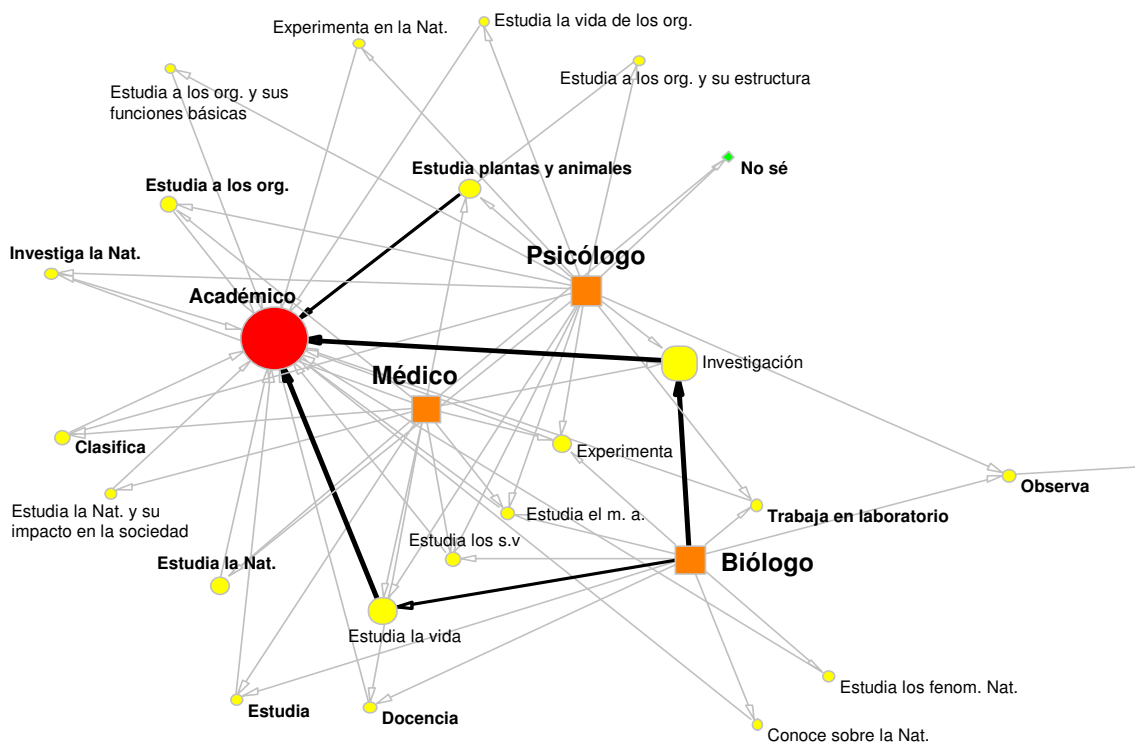 Estudia la vida de los org.
Experimenta en la Nat.
Estudia a los org. y su estructura
Estudia a los org. y sus
funciones básicas
Estudia plantas y animales
No sé
Estudia a los org.
Investiga la Nat.
Psicólogo
Académico
Investigación
Médico
Clasifica
Experimenta
Observa
Estudia la Nat. y su
impacto en la sociedad
Estudia el m. a.
Trabaja en laboratorio
Estudia los s.v
Estudia la Nat.
Biólogo
Estudia la vida
Estudia los fenom. Nat.
Estudia
Docencia
Conoce sobre la Nat.